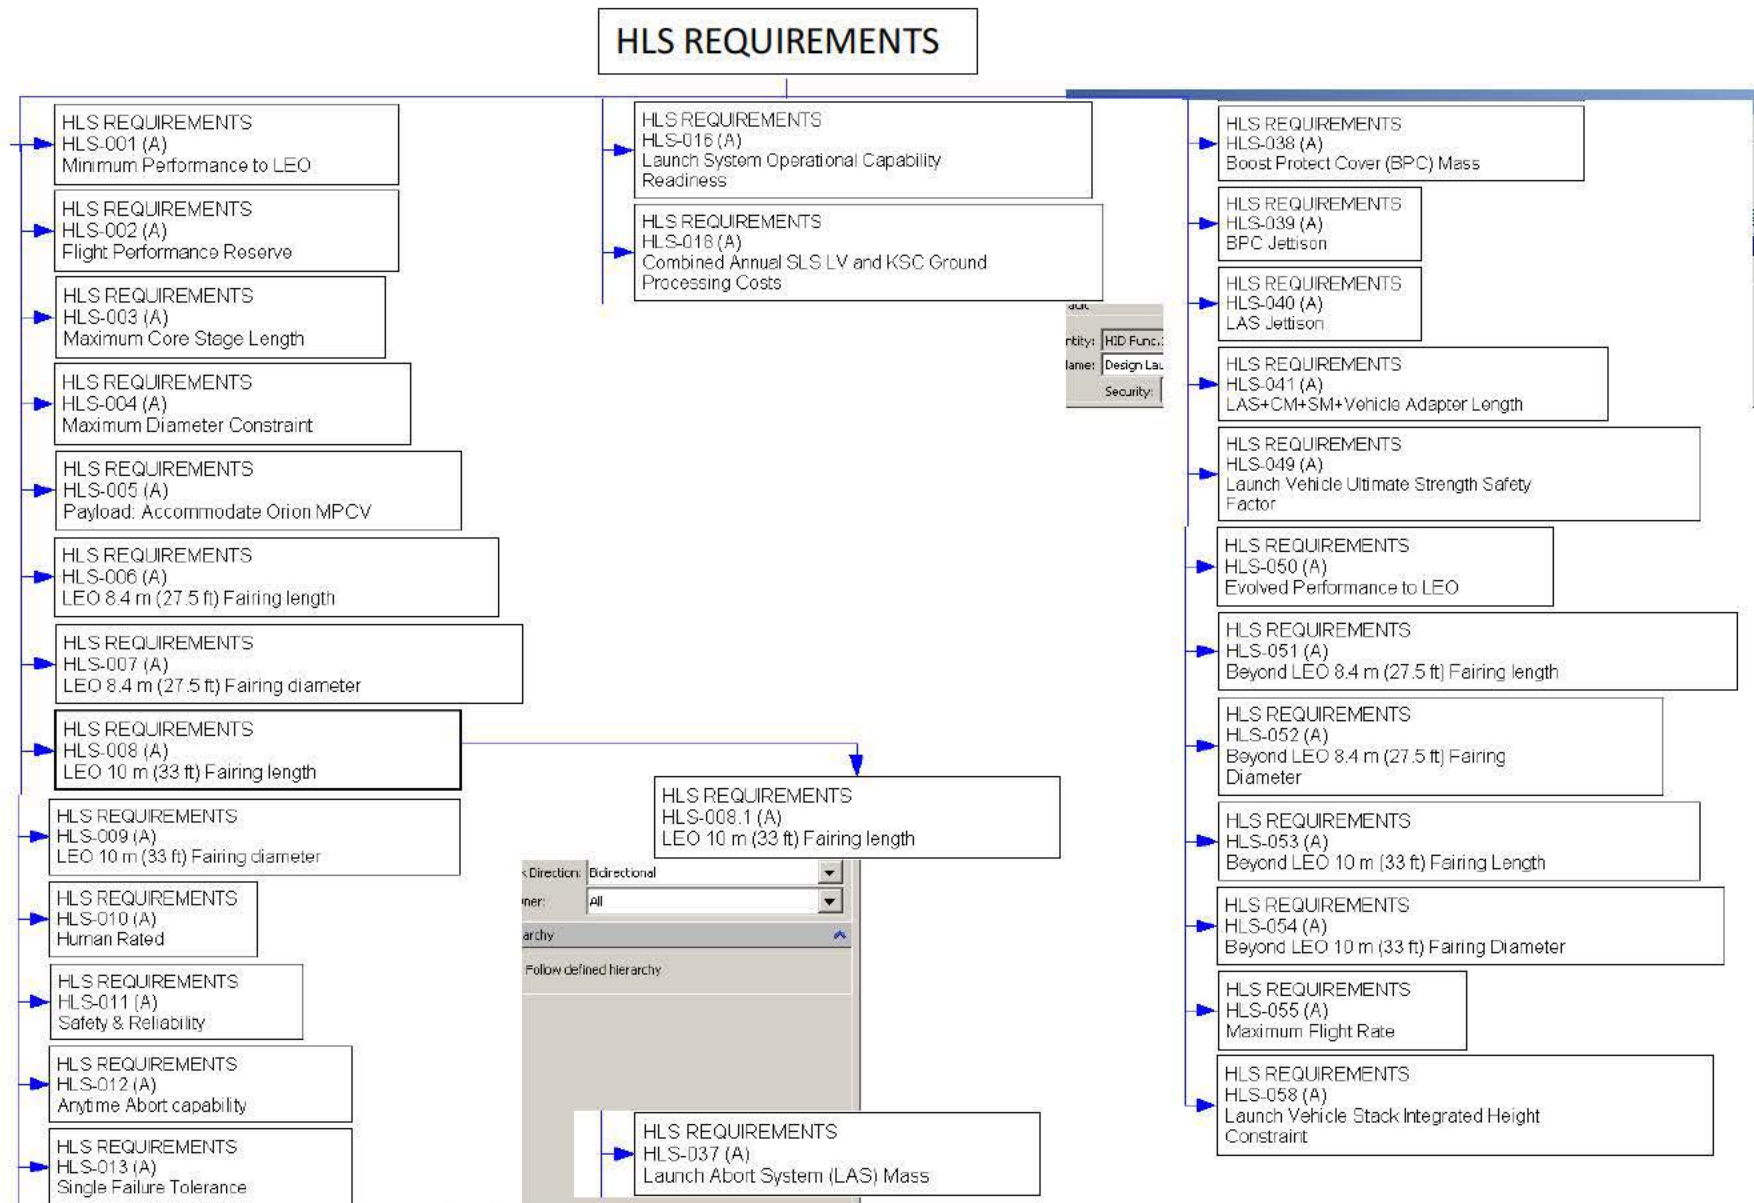 HLS REQUIREMENTS
HLS REQUIREMENTS
HLS-001 (A)
Minimum Performance to LEO
HLS REQUIREMENTS
HLS-002 (A)
Flight Performance Reserve
HLS REQUIREMENTS
HLS-003 (A)
Maximum Core Stage Length
HLS REQUIREMENTS
HLS-004 (A)
Maximum Diameter Constraint
HLS REQUIREMENTS
HLS-005 (A)
Payload: Accommodate Orion MPCV
HLS REQUIREMENTS
HLS-006 (A)
LEO 8.4 m (27.5 ft) Fairing length
HLS REQUIREMENTS
HLS-007 (A)
LEO 8.4 m (27.5 ft) Fairing diameter
HLS REQUIREMENTS
HLS-008 (A)
LEO 10 m (33 ft) Fairing length
HLS REQUIREMENTS
HLS-009 (A)
LEO 10 m (33 ft) Fairing diameter
HLS REQUIREMENTS
HLS-010 (A)
Human Rated
HLS REQUIREMENTS
HLS-011 (A)
Safety & Reliability
HLS REQUIREMENTS
HLS-012 (A)
Anytime Abort capability
HLS REQUIREMENTS
HLS-013 (A)
Single Failure Tolerance
HLS REQUIREMENTS
HLS-016 (A)
Launch System Operational Capability
Readiness
HLS REQUIREMENTS
HLS-018 (A)
Combined Annual SLS LV and KSC Ground
Processing Costs
HLS REQUIREMENTS
HLS-008.1 (A)
LEO 10 m (33 ft) Fairing length
k Direction: Bidirectional
ner: All
archy
Follow defined hierarchy
HLS REQUIREMENTS
HLS-037 (A)
Launch Abort System (LAS) Mass
ntity: HID Func.
lame: Design Lau
Security:
HLS REQUIREMENTS
HLS-038 (A)
Boost Protect Cover (BPC) Mass
HLS REQUIREMENTS
HLS-039 (A)
BPC Jettison
HLS REQUIREMENTS
HLS-040 (A)
LAS Jettison
HLS REQUIREMENTS
HLS-041 (A)
LAS+CM+SM+Vehicle Adapter Length
HLS REQUIREMENTS
HLS-049 (A)
Launch Vehicle Ultimate Strength Safety
Factor
HLS REQUIREMENTS
HLS-050 (A)
Evolved Performance to LEO
HLS REQUIREMENTS
HLS-051 (A)
Beyond LEO 8.4 m (27.5 ft) Fairing length
HLS REQUIREMENTS
HLS-052 (A)
Beyond LEO 8.4 m (27.5 ft) Fairing
Diameter
HLS REQUIREMENTS
HLS-053 (A)
Beyond LEO 10 m (33 ft) Fairing Length
HLS REQUIREMENTS
HLS-054 (A)
Beyond LEO 10 m (33 ft) Fairing Diameter
HLS REQUIREMENTS
HLS-055 (A)
Maximum Flight Rate
HLS REQUIREMENTS
HLS-058 (A)
Launch Vehicle Stack Integrated Height
Constraint